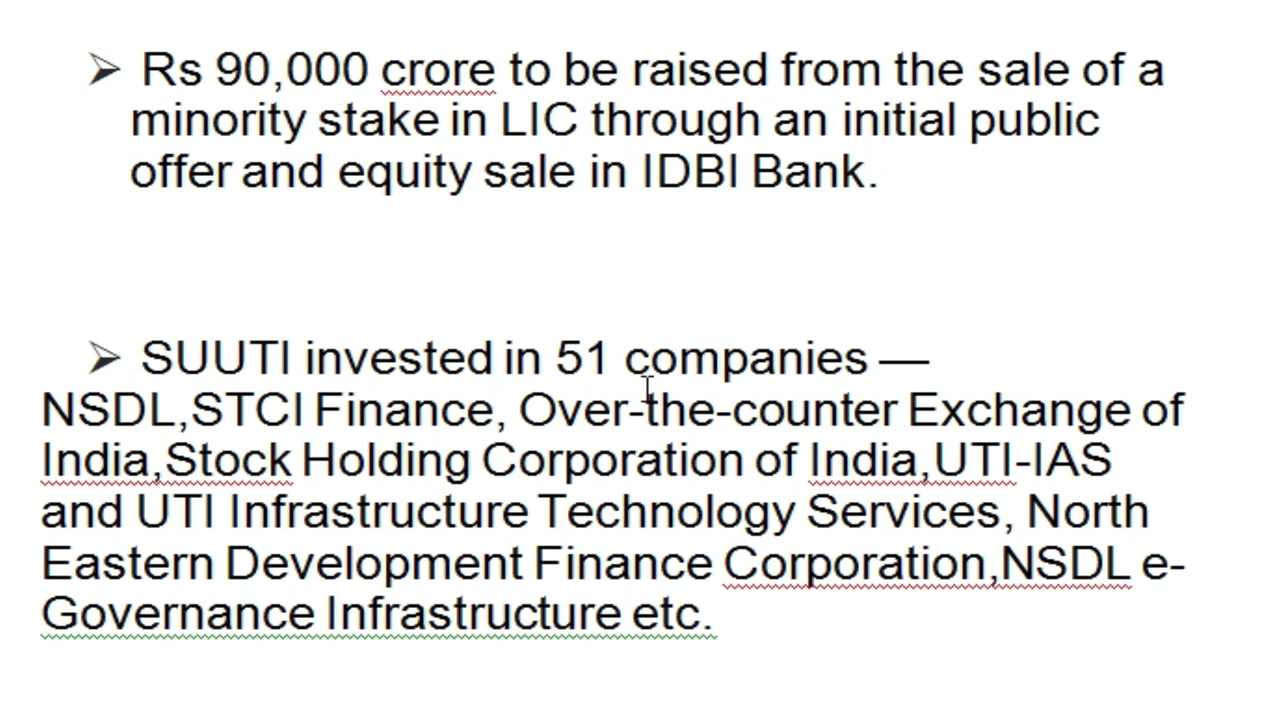 ➢ Rs 90,000 crore to be raised from the sale of a
minority stake in LIC through an initial public
offer and equity sale in IDBI Bank.
➢ SUUTI invested in 51 companies —
NSDL,STCI Finance, Over-the-counter Exchange of
India,Stock Holding Corporation of India,UTI-IAS
and UTI Infrastructure Technology Services, North
Eastern Development Finance Corporation,NSDL e-
Governance Infrastructure etc.